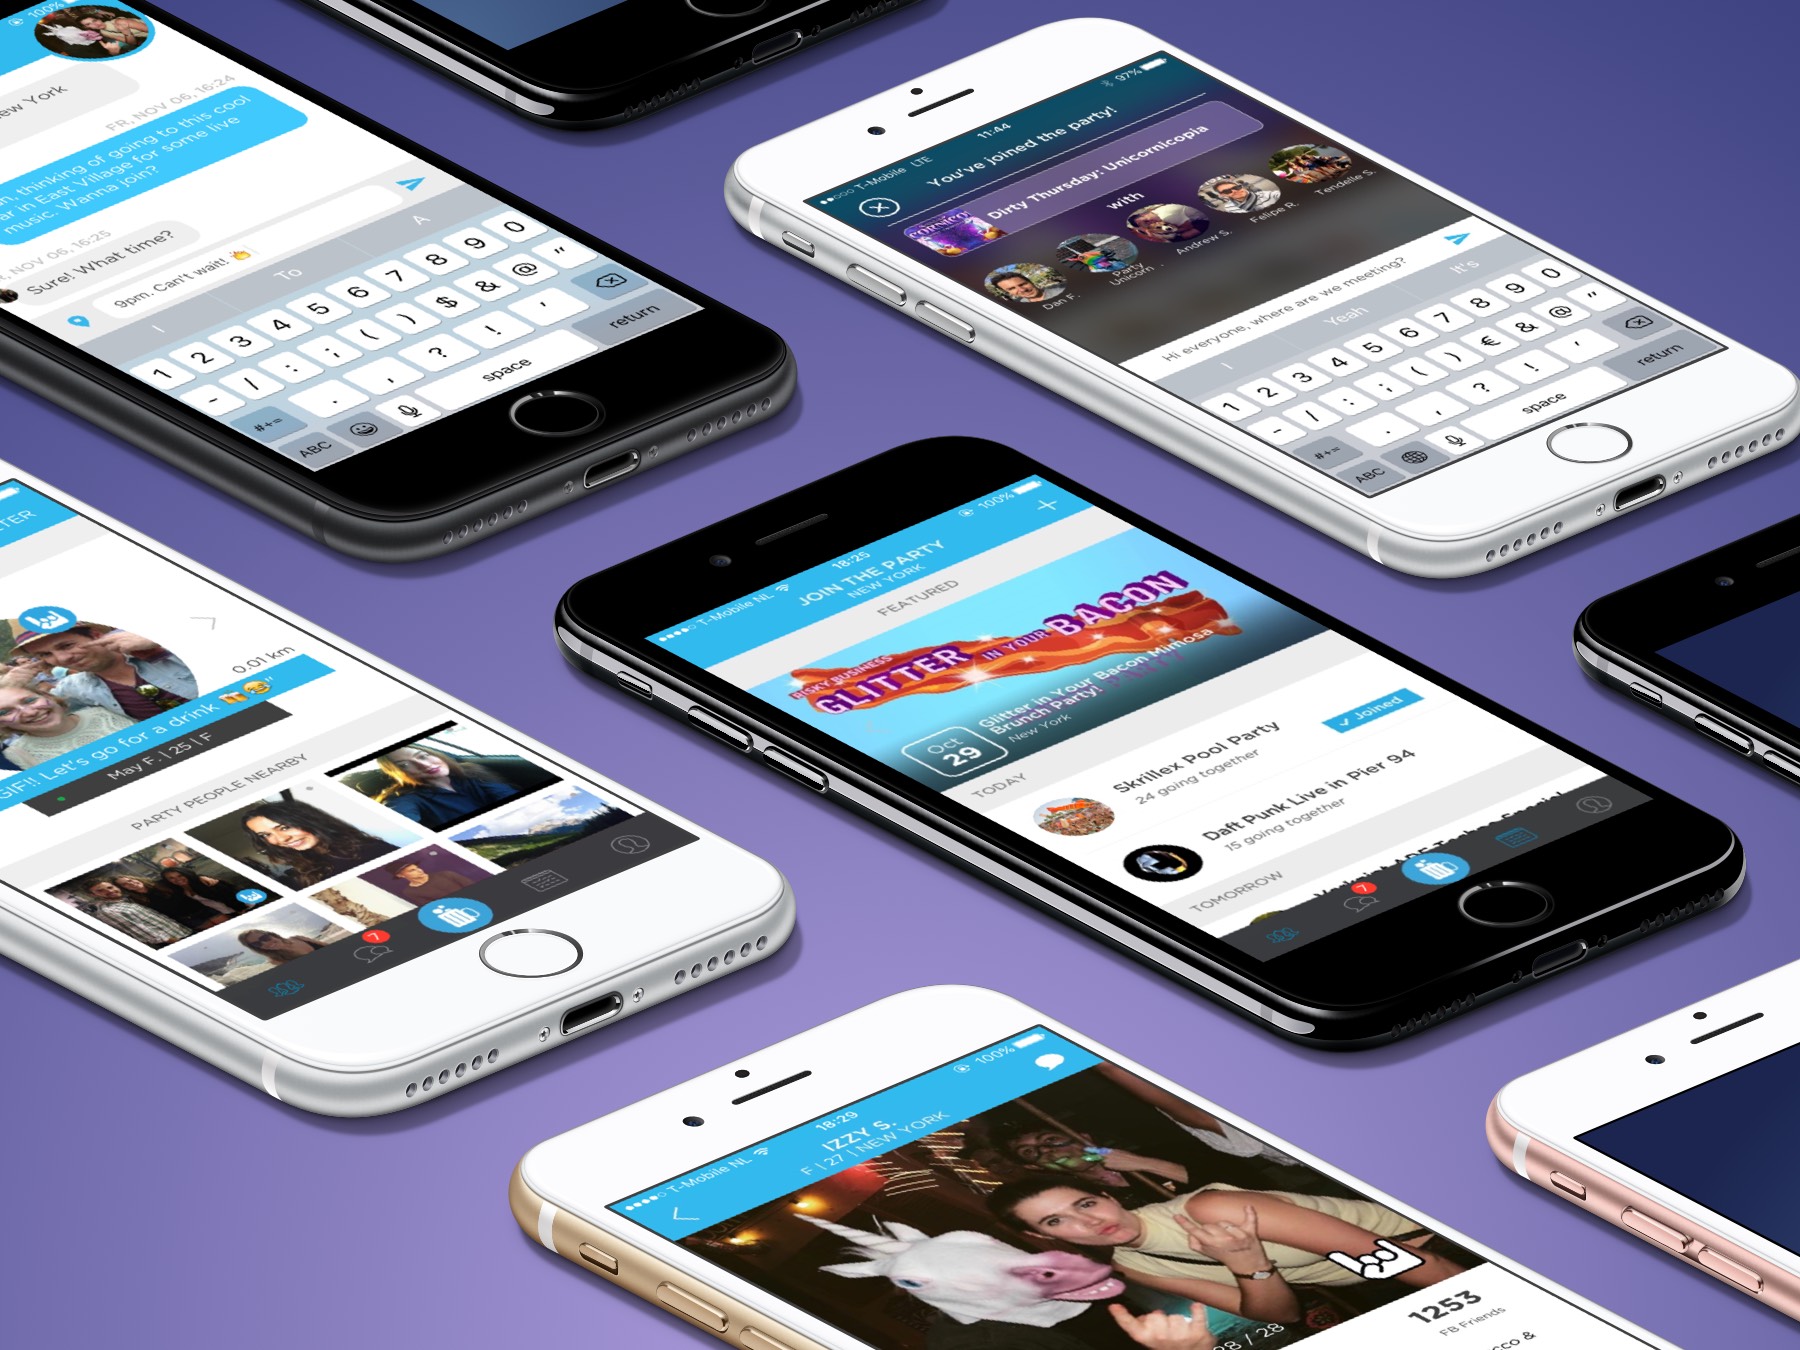 100%
ew York
FR, NOV 06, 16:24
n, thinking of going to this cool
ar in East Village for some live
music. Wanna join?
, NOV 06, 16:25
Sure! What time?
9pm. Can't wait! 🔥
I To A
1 2 3 4 5 6 7 8 9 0
- / : ; ( ) $ & @ "
#+= . , ? ! '
ABC space return
T-Mobile LTE 11:44 97%
You've joined the party!
CORNICO
Dirty Thursday: Unicornicopia
with
Dan F.
Party Unicorn
Andrew S.
Felipe R.
Tendelle S.
Hi everyone, where are we meeting?
I Yeah It's
1 2 3 4 5 6 7 8 9 0
- / : ; ( ) € & @ "
#+= . , ? ! '
ABC space return
TER
0.01 km
GIF!! Let's go for a drink 🍻😂"
May F. | 25 | F
PARTY PEOPLE NEARBY
7
T-Mobile NL 18:25 100%
JOIN THE PARTY
NEW YORK
FEATURED
RISKY BUSINESS
GLITTER IN YOUR BACON
PARTY
Oct
29
Glitter in Your Bacon Mimosa
Brunch Party!
New York
TODAY
Skrillex Pool Party
24 going together
Joined
Daft Punk Live in Pier 94
15 going together
TOMORROW
7
T-Mobile NL 18:29 100%
IZZY S.
F | 27 | NEW YORK
/ 28
1253
FB Friends